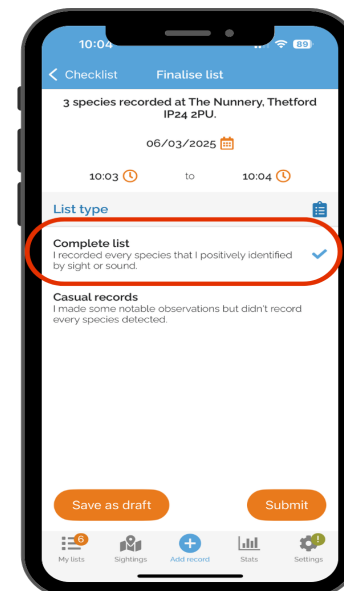 10:04
89
Checklist
Finalise list
3 species recorded at The Nunnery, Thetford
IP24 2PU.
06/03/2025
10:03 to 10:04
List type
Complete list
I recorded every species that I positively identified
by sight or sound.
Casual records
I made some notable observations but didn't record
every species detected.
Save as draft
Submit
6
!
My lists
Sightings
Add record
Stats
Settings